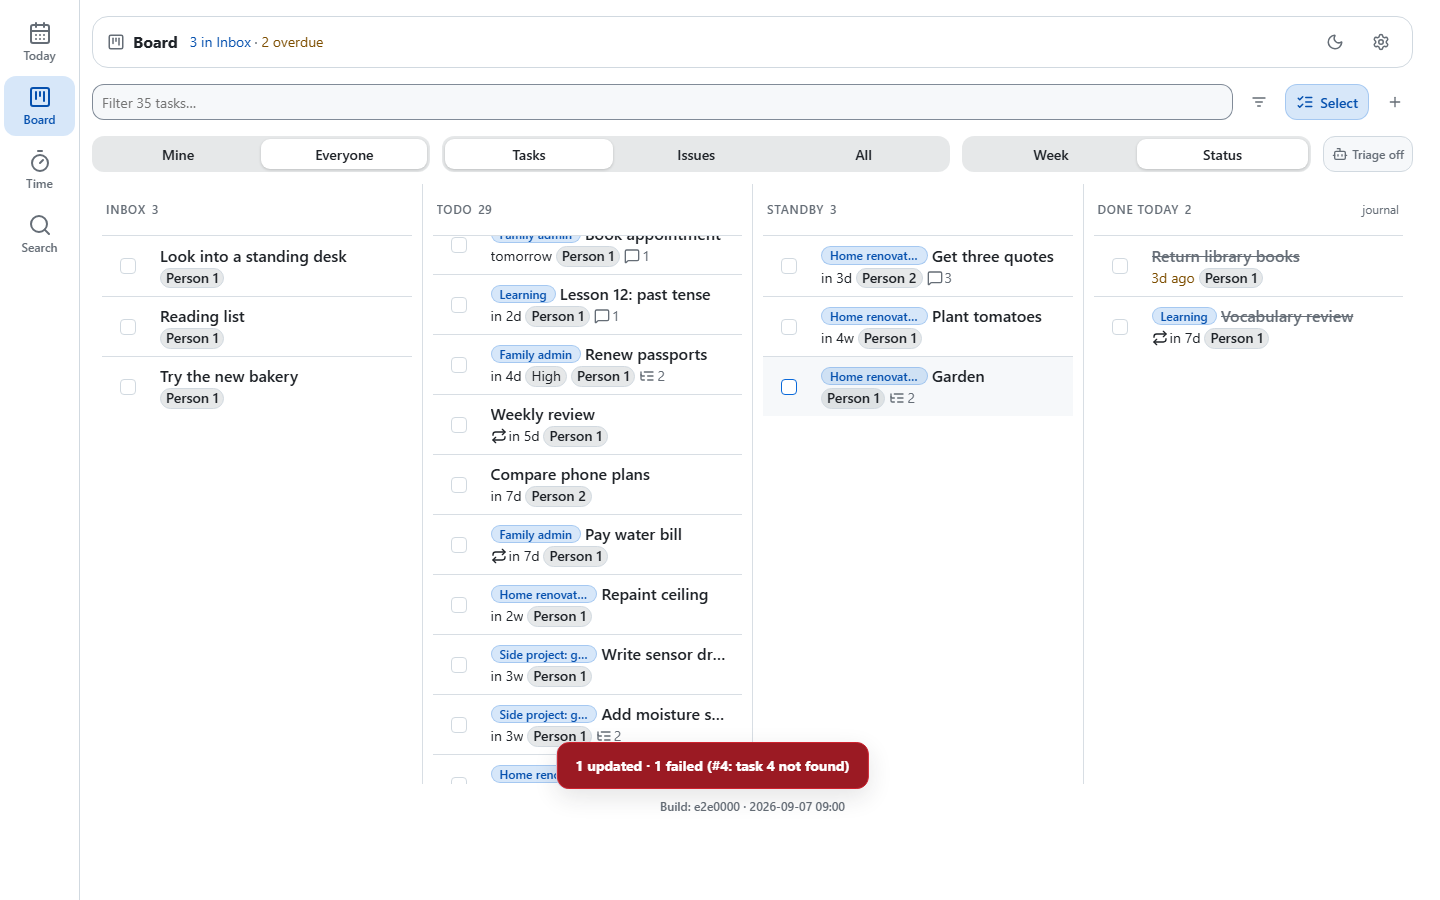 Today
Board
Time
Search
Board 3 in Inbox · 2 overdue
Filter 35 tasks...
Select
Mine
Everyone
Tasks
Issues
All
Week
Status
Triage off
INBOX 3
Look into a standing desk
Person 1
Reading list
Person 1
Try the new bakery
Person 1
TODO 29
Family admin Book appointment
tomorrow Person 1 1
Learning Lesson 12: past tense
in 2d Person 1 1
Family admin Renew passports
in 4d High Person 1 2
Weekly review
in 5d Person 1
Compare phone plans
in 7d Person 2
Family admin Pay water bill
in 7d Person 1
Home renovat... Repaint ceiling
in 2w Person 1
Side project: g... Write sensor dr...
in 3w Person 1
Side project: g... Add moisture s...
in 3w Person 1 2
Home reno
STANDBY 3
Home renovat... Get three quotes
in 3d Person 2 3
Home renovat... Plant tomatoes
in 4w Person 1
Home renovat... Garden
Person 1 2
DONE TODAY 2 journal
Return library books
3d ago Person 1
Learning Vocabulary review
in 7d Person 1
1 updated · 1 failed (#4: task 4 not found)
Build: e2e0000 · 2026-09-07 09:00